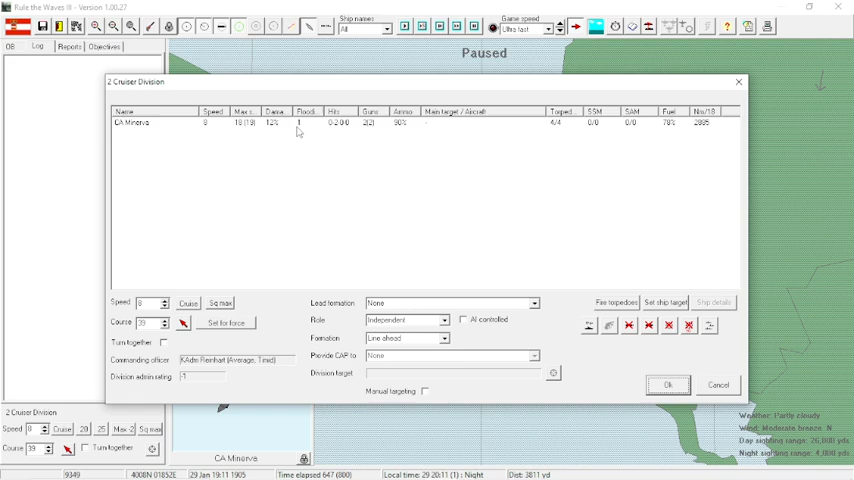 Rule the Waves III - Version 1.00.27
Ship names:
All
Game speed
Ultra fast
OB Log Reports Objectives
Paused
2 Cruiser Division
Name Speed Max s... Dama... Floodi... Hits Guns Ammo Main target / Aircraft Torped... SSM SAM Fuel Nm/18
CA Minerva 8 18 (19) 12% 1 0-2-0-0 2(2) 90% - 4/4 0/0 0/0 78% 2885
Speed 8 Cruise Sq max
Course 39 Set for force
Turn together
Commanding officer KAdm Reinhart (Average, Timid)
Division admin rating -1
Lead formation None
Role Independent AI controlled
Formation Line ahead
Provide CAP to None
Division target
Manual targeting
Fire torpedoes Set ship target Ship details
Ok Cancel
2 Cruiser Division
Speed 8 Cruise 20 25 Max -2 Sq max
Course 39 Turn together
CA Minerva
Weather: Partly cloudy
Wind: Moderate breeze N
Day sighting range: 26,000 yds
Night sighting range: 4,000 yds
9349 4008N 01852E 29 Jan 19:11 1905 Time elapsed 647 (800) Local time: 29 20:11 (1) : Night Dist: 3811 yd